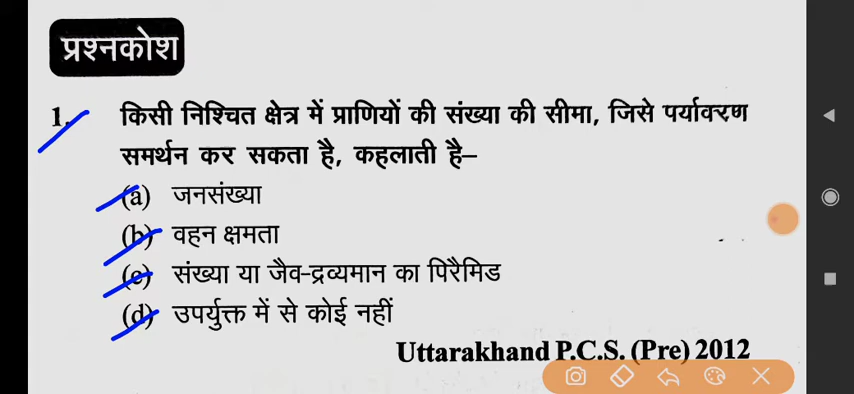 प्रश्नकोश
1. किसी निश्चित क्षेत्र में प्राणियों की संख्या की सीमा, जिसे पर्यावरण
समर्थन कर सकता है, कहलाती है–
(a) जनसंख्या
(b) वहन क्षमता
(c) संख्या या जैव-द्रव्यमान का पिरैमिड
(d) उपर्युक्त में से कोई नहीं
Uttarakhand P.C.S. (Pre) 2012